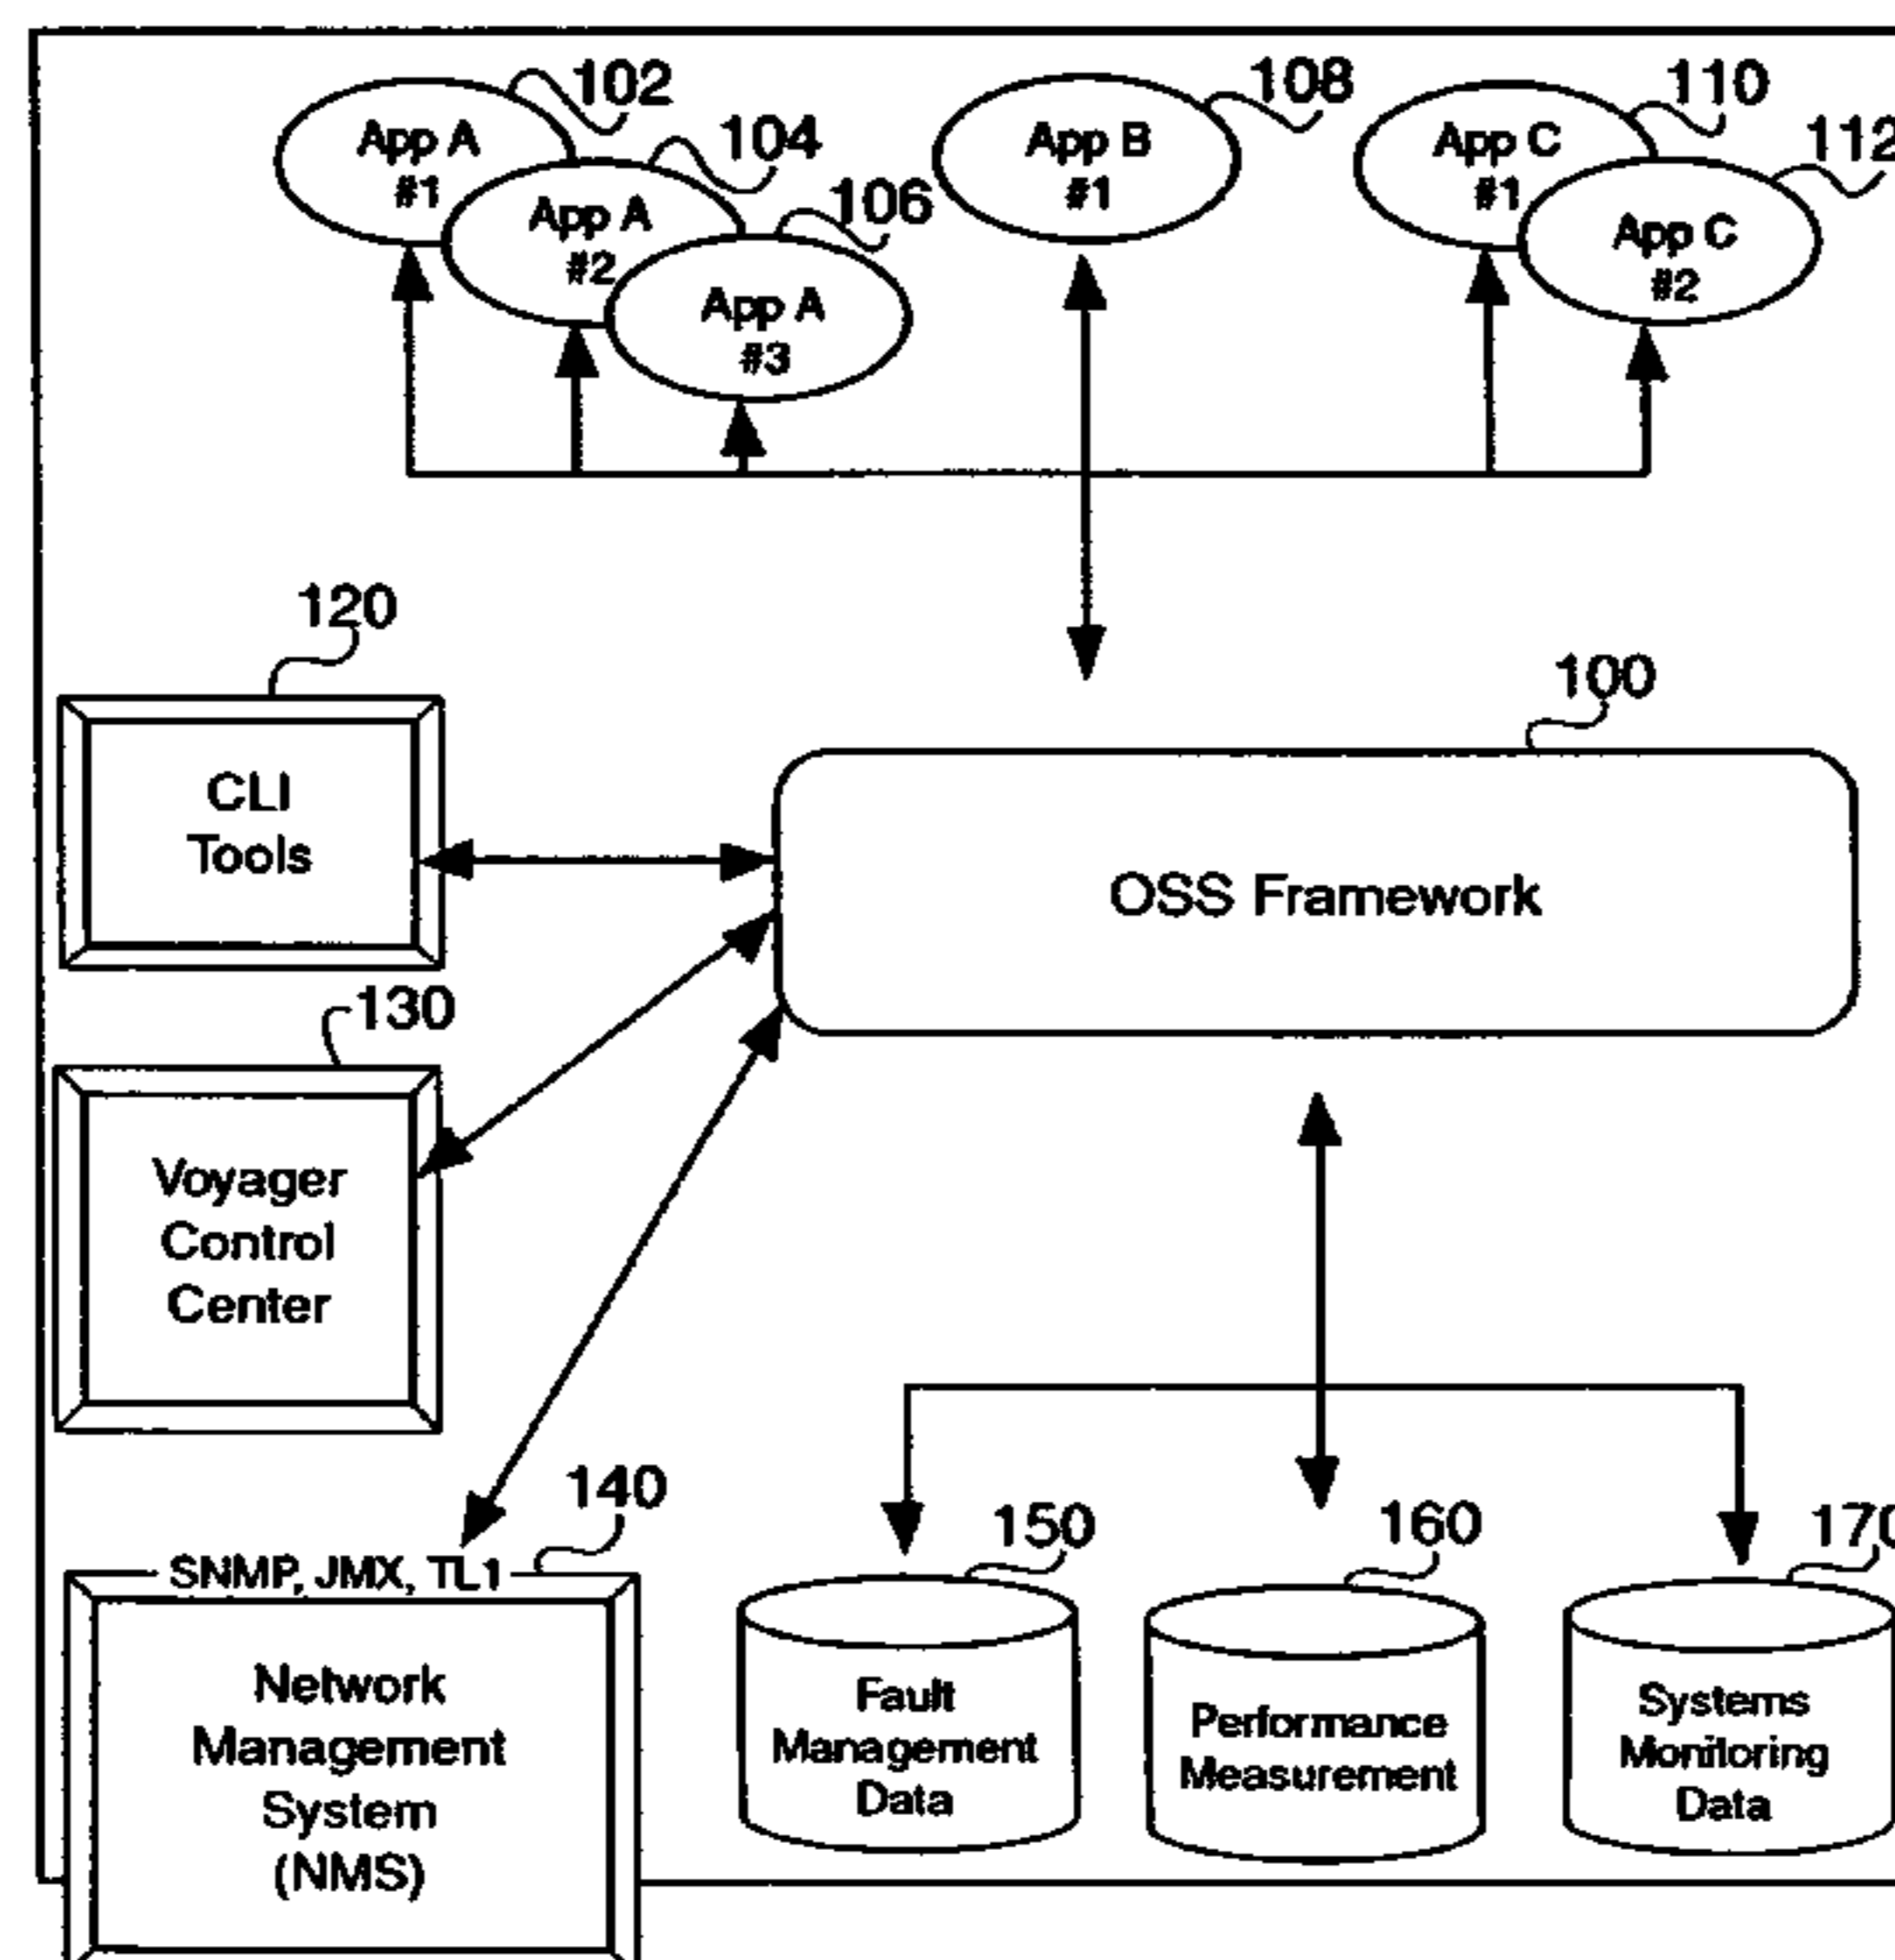 102
App A
#1
104
App A
#2
106
App A
#3
108
App B
#1
110
App C
#1
112
App C
#2
120
CLI
Tools
100
OSS Framework
130
Voyager
Control
Center
140
SNMP, JMX, TL1
Network
Management
System
(NMS)
150
Fault
Management
Data
160
Performance
Measurement
170
Systems
Monitoring
Data